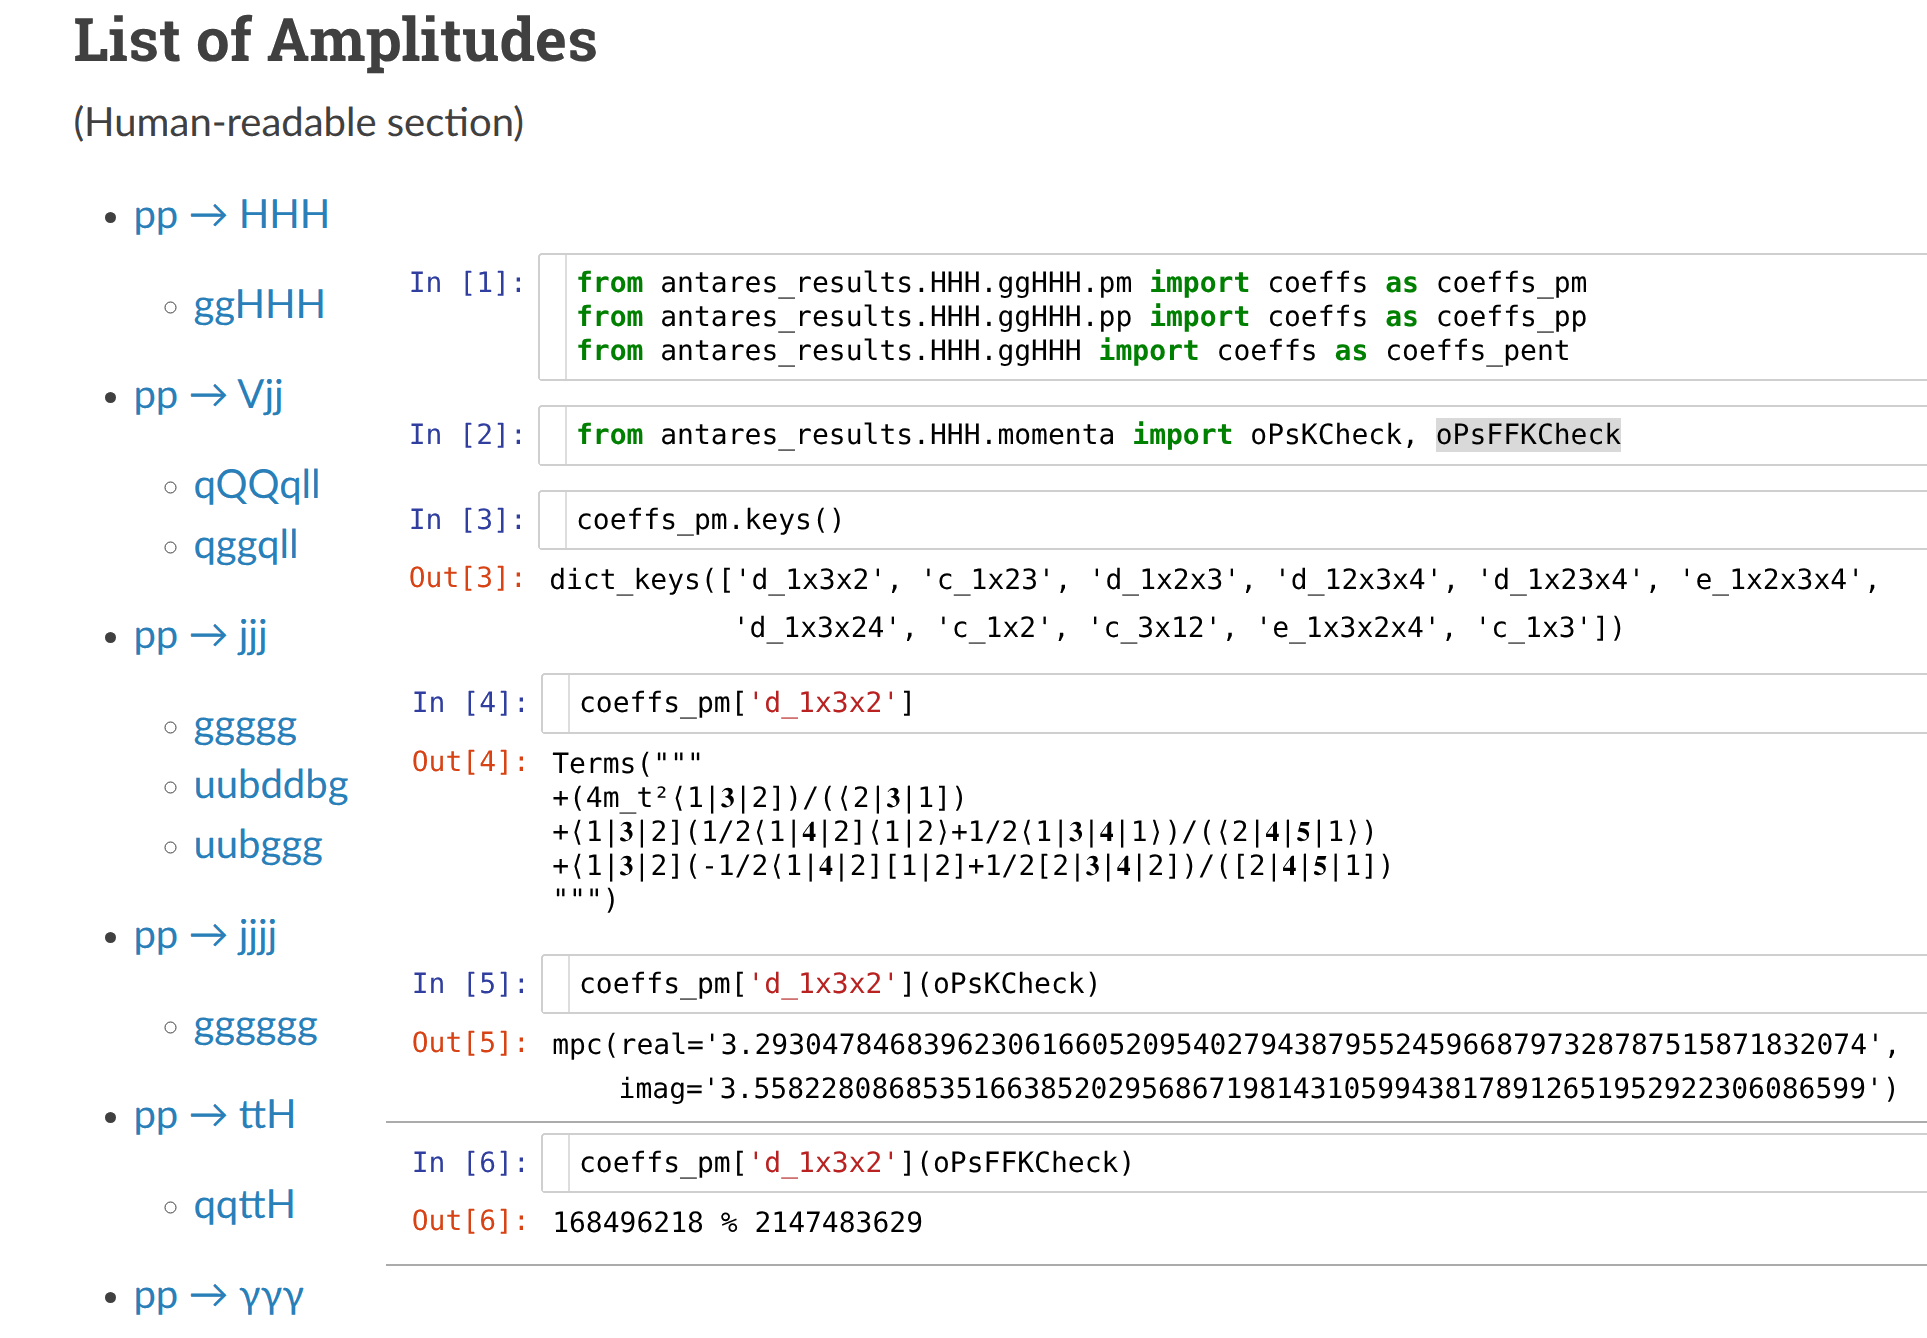 List of Amplitudes
(Human-readable section)
• pp → HHH
◦ ggHHH
• pp → Vjj
◦ qQQqll
◦ qggqll
• pp → jjj
◦ ggggg
◦ uubddbg
◦ uubggg
• pp → jjjj
◦ gggggg
• pp → ttH
◦ qqttH
• pp → γγγ
In [1]: from antares_results.HHH.ggHHH.pm import coeffs as coeffs_pm
from antares_results.HHH.ggHHH.pp import coeffs as coeffs_pp
from antares_results.HHH.ggHHH import coeffs as coeffs_pent
In [2]: from antares_results.HHH.momenta import oPsKCheck, oPsFFKCheck
In [3]: coeffs_pm.keys()
Out[3]: dict_keys(['d_1x3x2', 'c_1x23', 'd_1x2x3', 'd_12x3x4', 'd_1x23x4', 'e_1x2x3x4',
'd_1x3x24', 'c_1x2', 'c_3x12', 'e_1x3x2x4', 'c_1x3'])
In [4]: coeffs_pm['d_1x3x2']
Out[4]: Terms("""
+(4m_t²⟨1|𝟑|2])/(⟨2|𝟑|1])
+⟨1|𝟑|2](1/2⟨1|𝟒|2]⟨1|2⟩+1/2⟨1|𝟑|𝟒|1⟩)/(⟨2|𝟒|𝟓|1⟩)
+⟨1|𝟑|2](-1/2⟨1|𝟒|2][1|2]+1/2[2|𝟑|𝟒|2])/([2|𝟒|𝟓|1])
""")
In [5]: coeffs_pm['d_1x3x2'](oPsKCheck)
Out[5]: mpc(real='3.293047846839623061660520954027943879552459668797328787515871832074',
imag='3.5582280868535166385202956867198143105994381789126519529223060865 99')
In [6]: coeffs_pm['d_1x3x2'](oPsFFKCheck)
Out[6]: 168496218 % 2147483629